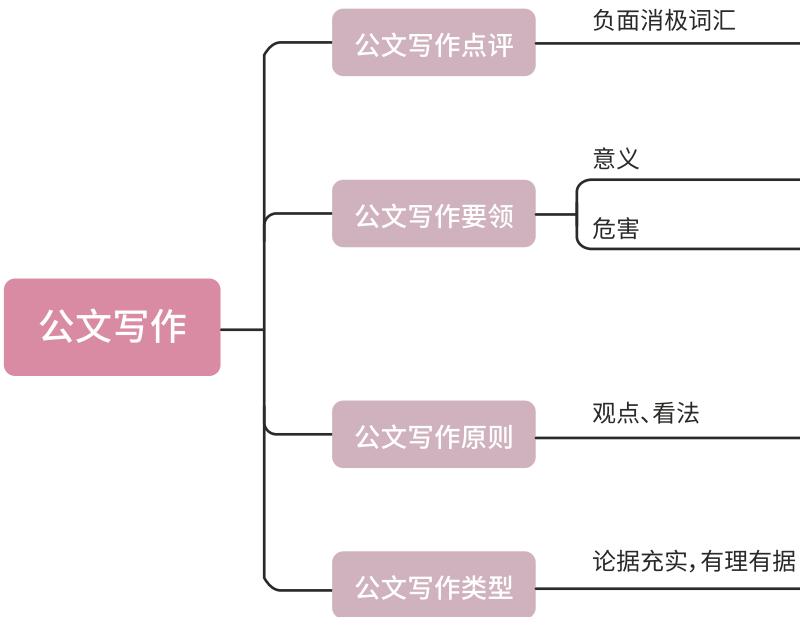 公文写作
公文写作点评
负面消极词汇
公文写作要领
意义
危害
公文写作原则
观点、看法
公文写作类型
论据充实，有理有据